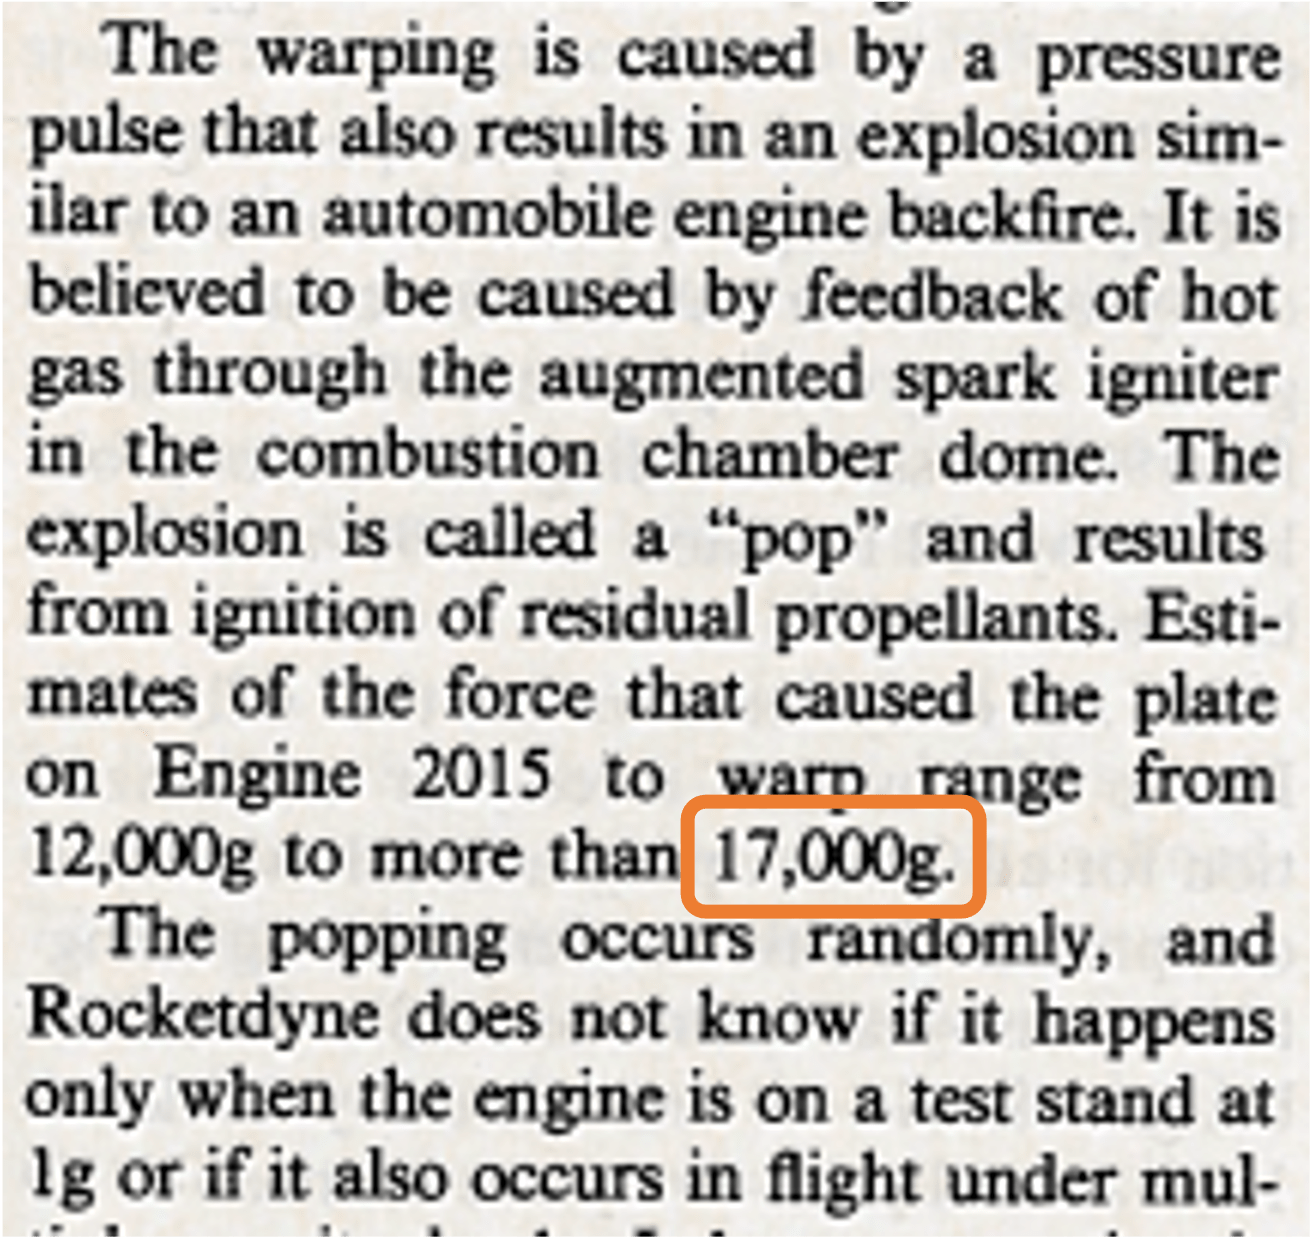 The warping is caused by a pressure
pulse that also results in an explosion sim-
ilar to an automobile engine backfire. It is
believed to be caused by feedback of hot
gas through the augmented spark igniter
in the combustion chamber dome. The
explosion is called a “pop” and results
from ignition of residual propellants. Esti-
mates of the force that caused the plate
on Engine 2015 to warp range from
12,000g to more than 17,000g.
The popping occurs randomly, and
Rocketdyne does not know if it happens
only when the engine is on a test stand at
1g or if it also occurs in flight under mul-